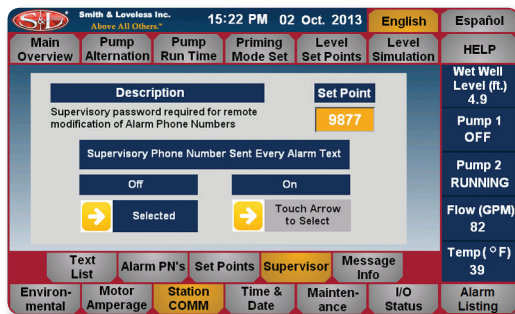 S&L® Smith & Loveless Inc. 15:22 PM 02 Oct. 2013 English Español
Above All Others.™
Main Pump Pump Priming Level Level HELP
Overview Alternation Run Time Mode Set Set Points Simulation
Description Set Point
Supervisory password required for remote
modification of Alarm Phone Numbers
9877
Supervisory Phone Number Sent Every Alarm Text
Off On
Selected
Touch Arrow
to Select
Wet Well
Level (ft.)
4.9
Pump 1
OFF
Pump 2
RUNNING
Flow (GPM)
82
Temp( °F)
39
Text Alarm PN's Set Points Supervisor Message
List Info
Environ- Motor Station Time & Mainten- I/O Alarm
mental Amperage COMM Date ance Status Listing